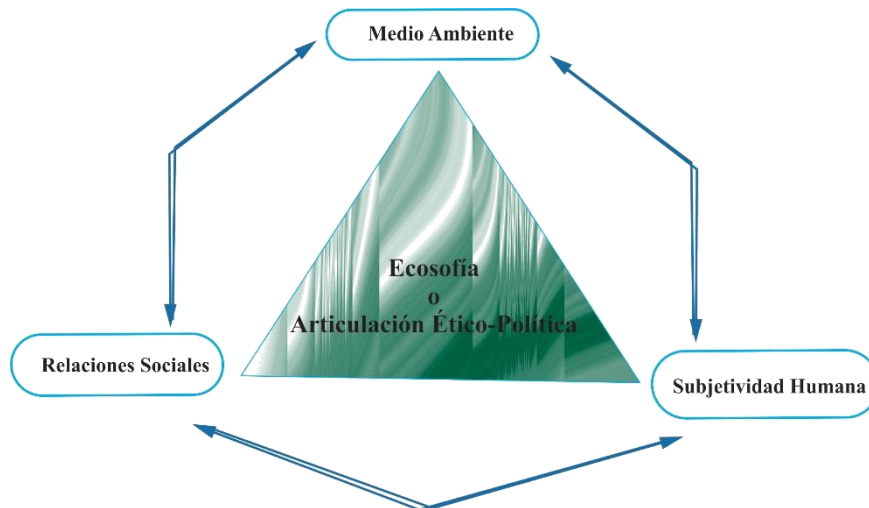 Medio Ambiente
Ecosofía
o
Articulación Ético-Política
Relaciones Sociales
Subjetividad Humana